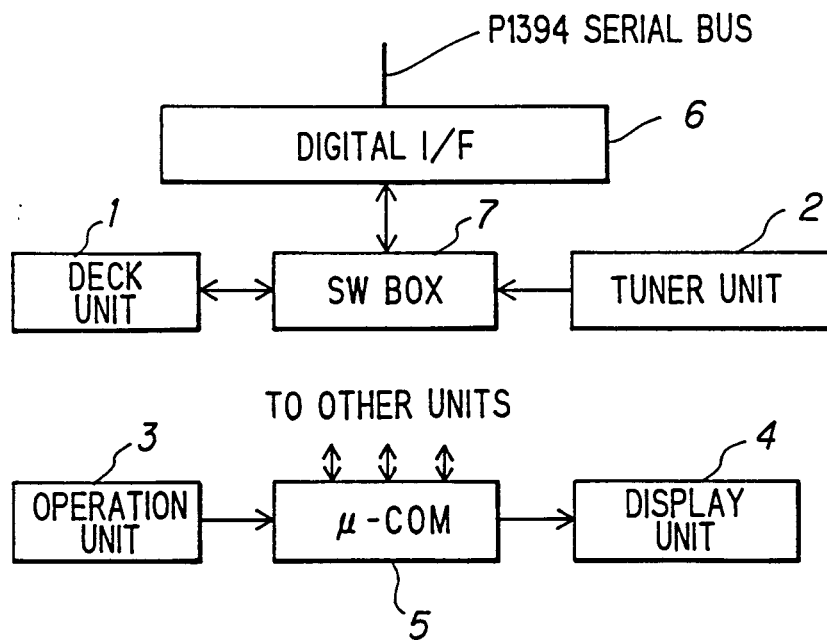 P1394 SERIAL BUS
6
DIGITAL I/F
1
7
2
DECK
UNIT
SW BOX
TUNER UNIT
TO OTHER UNITS
3
4
OPERATION
UNIT
μ-COM
DISPLAY
UNIT
5